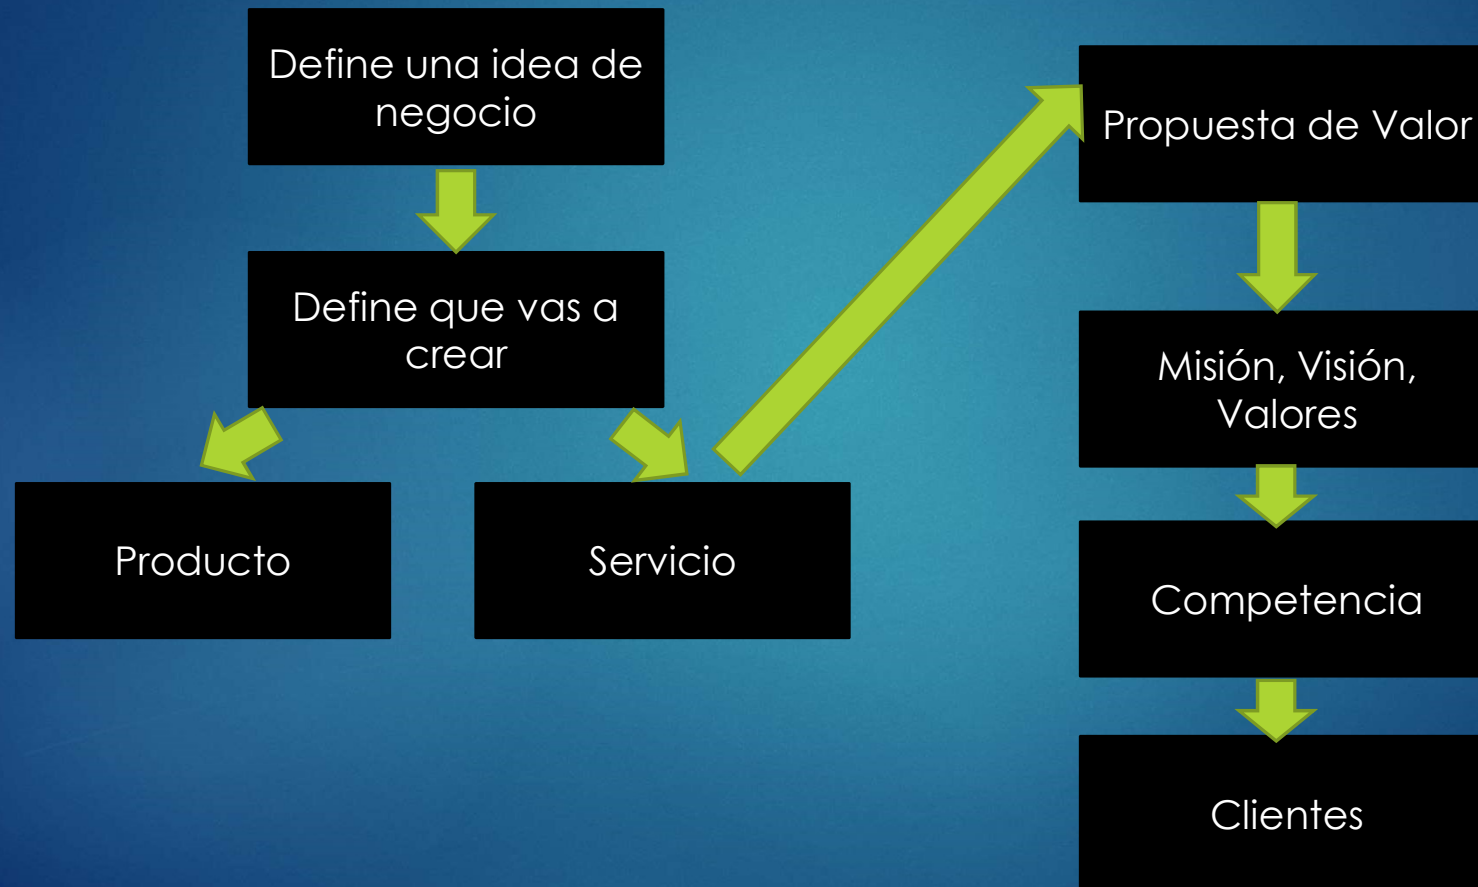 Define una idea de
negocio
Define que vas a
crear
Producto
Servicio
Propuesta de Valor
Misión, Visión,
Valores
Competencia
Clientes